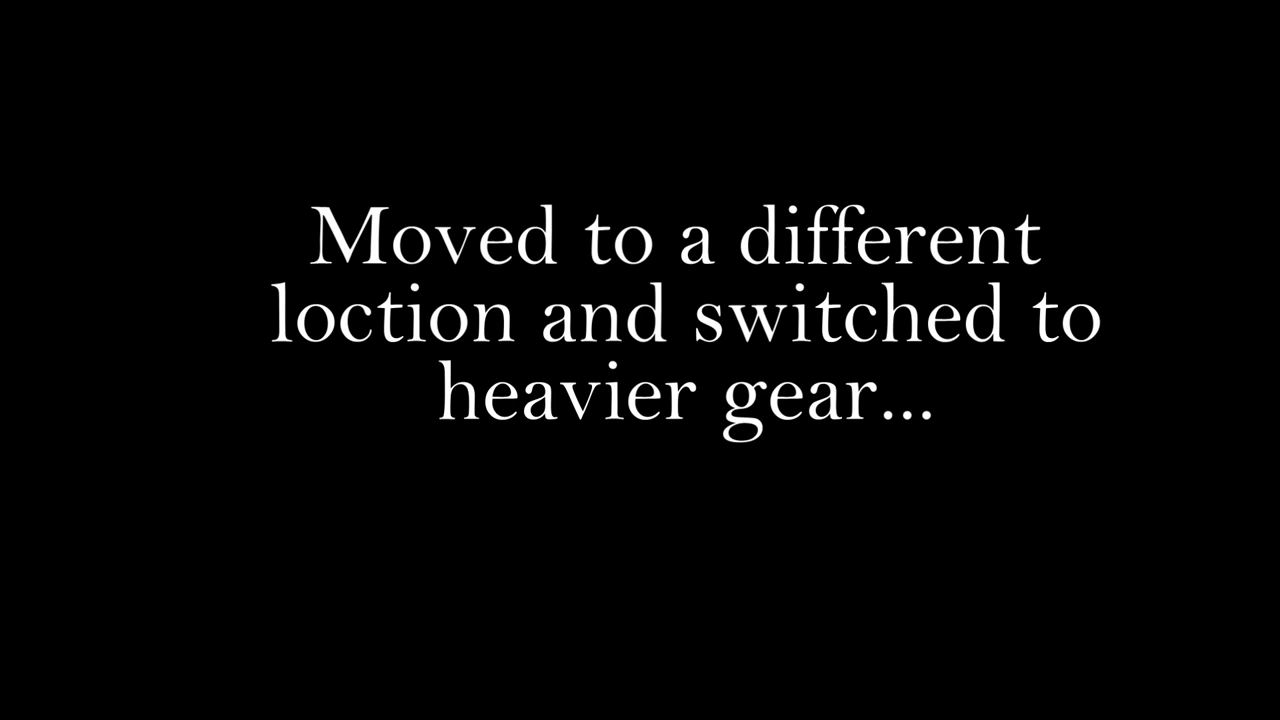 Moved to a different
loction and switched to
heavier gear...